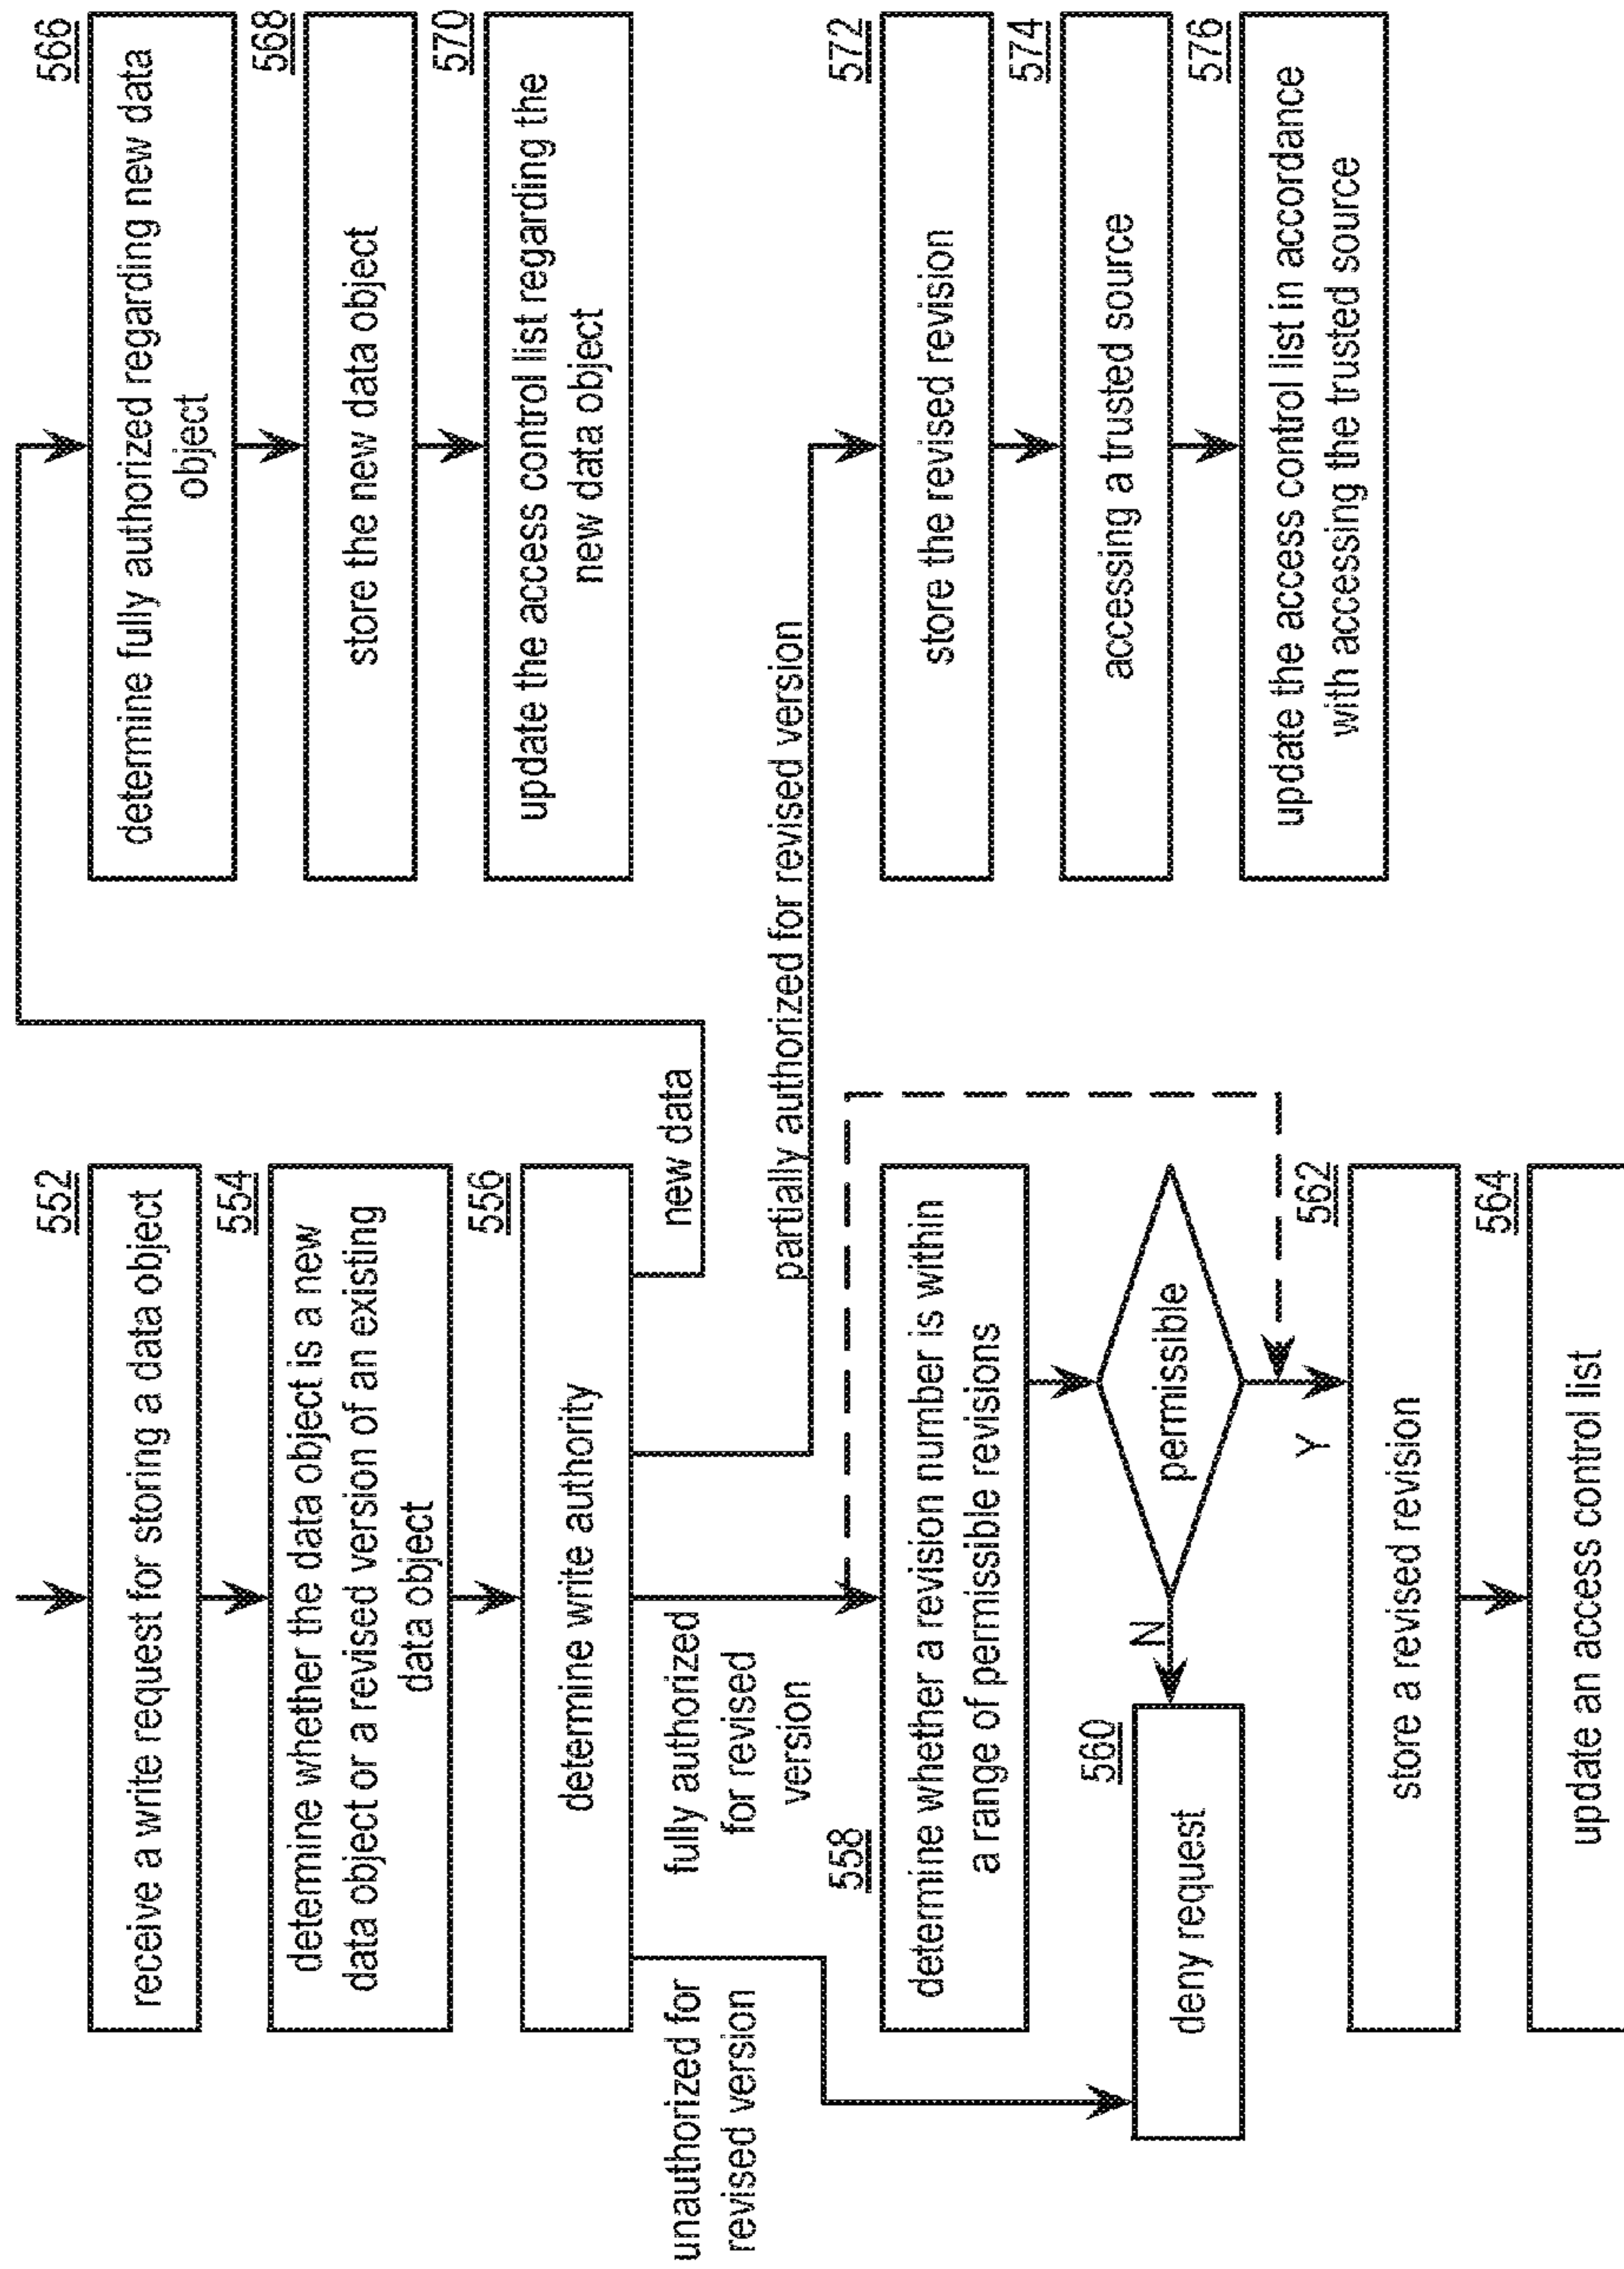 552
receive a write request for storing a data object
554
determine whether the data object is a new
data object or a revised version of an existing
data object
556
determine write authority
unauthorized for
revised version
fully authorized
for revised
version
partially authorized for revised version
new data
558
determine whether a revision number is within
a range of permissible revisions
permissible
N
Y
560
deny request
562
store a revised revision
564
update an access control list
566
determine fully authorized regarding new data
object
568
store the new data object
570
update the access control list regarding the
new data object
572
store the revised revision
574
accessing a trusted source
576
update the access control list in accordance
with accessing the trusted source